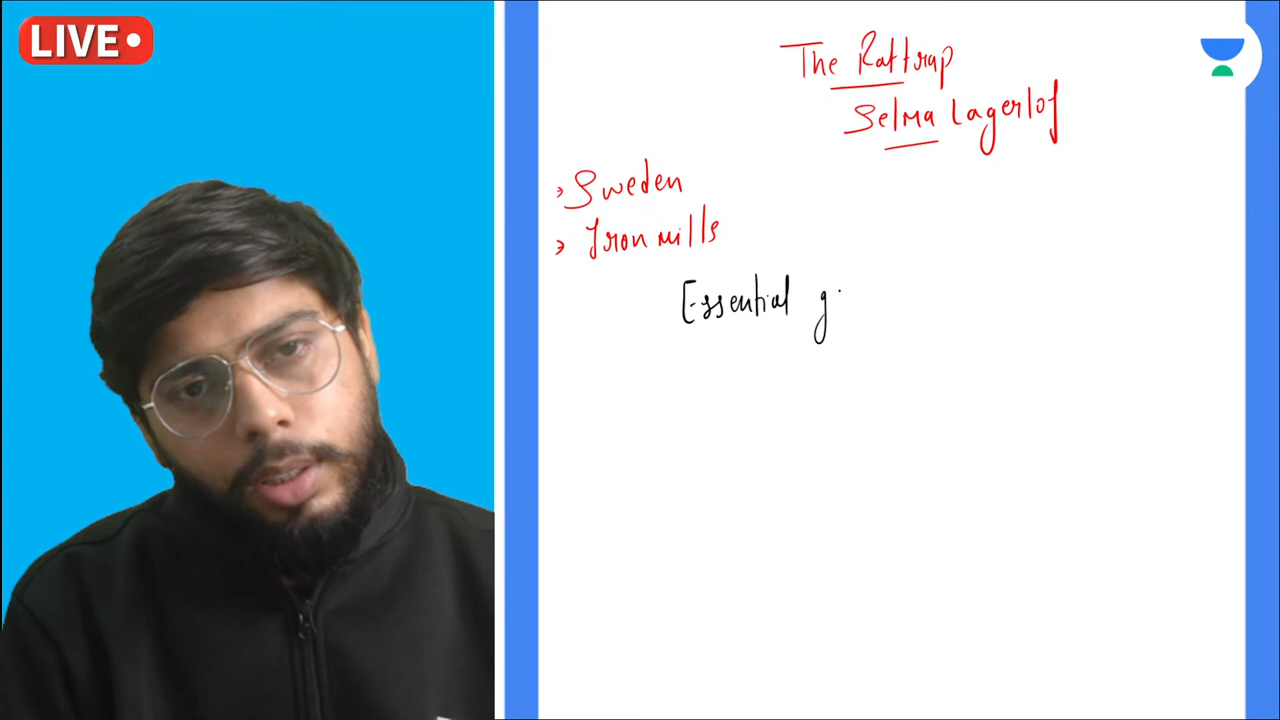 LIVE
The Rattrap
Selma Lagerlof
› Sweden
› Iron mills
Essential g